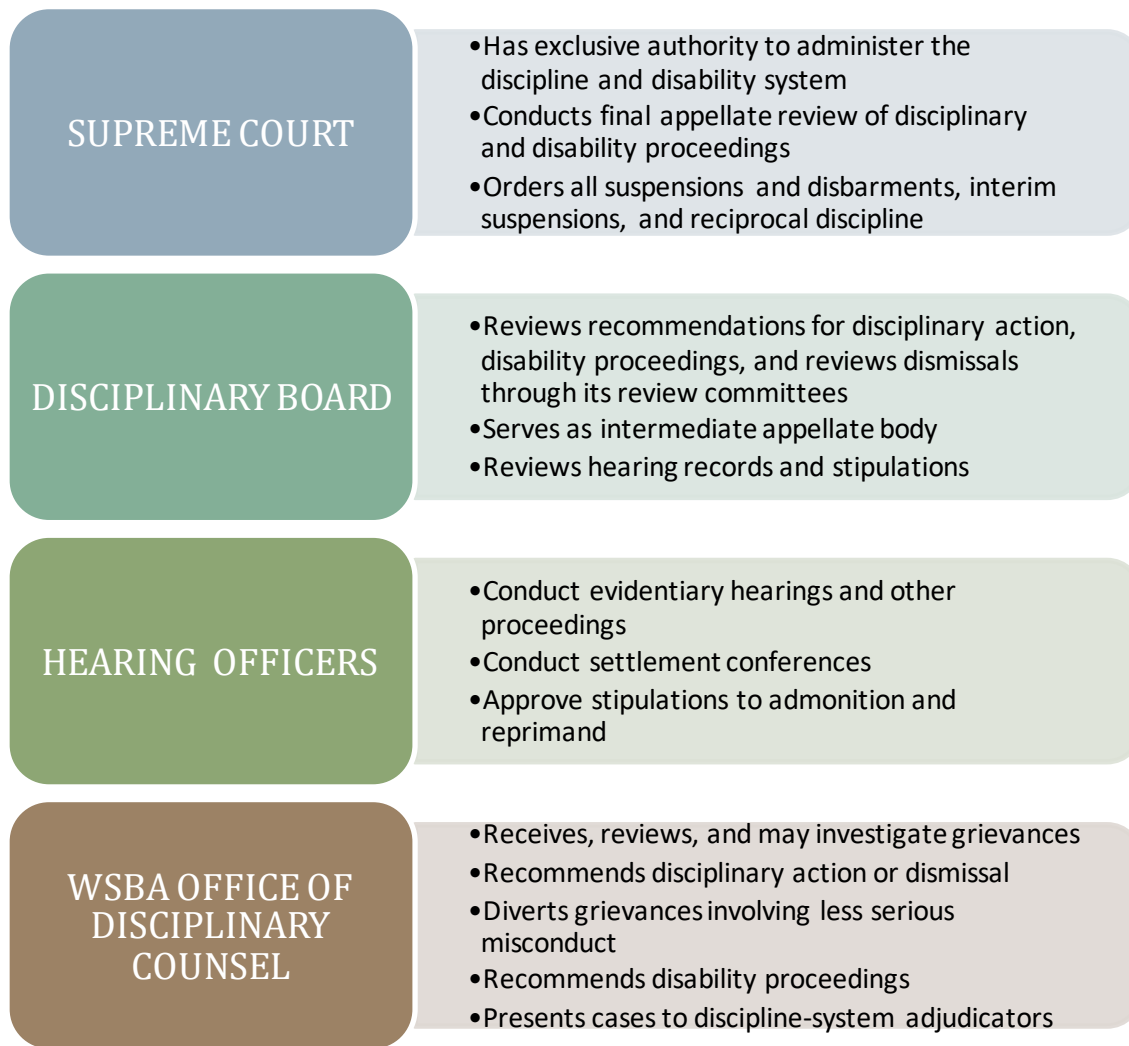 SUPREME COURT
•Has exclusive authority to administer the
discipline and disability system
•Conducts final appellate review of disciplinary
and disability proceedings
•Orders all suspensions and disbarments, interim
suspensions, and reciprocal discipline
DISCIPLINARY BOARD
•Reviews recommendations for disciplinary action,
disability proceedings, and reviews dismissals
through its review committees
•Serves as intermediate appellate body
•Reviews hearing records and stipulations
HEARING OFFICERS
•Conduct evidentiary hearings and other
proceedings
•Conduct settlement conferences
•Approve stipulations to admonition and
reprimand
WSBA OFFICE OF
DISCIPLINARY
COUNSEL
•Receives, reviews, and may investigate grievances
•Recommends disciplinary action or dismissal
•Diverts grievances involving less serious
misconduct
•Recommends disability proceedings
•Presents cases to discipline-system adjudicators